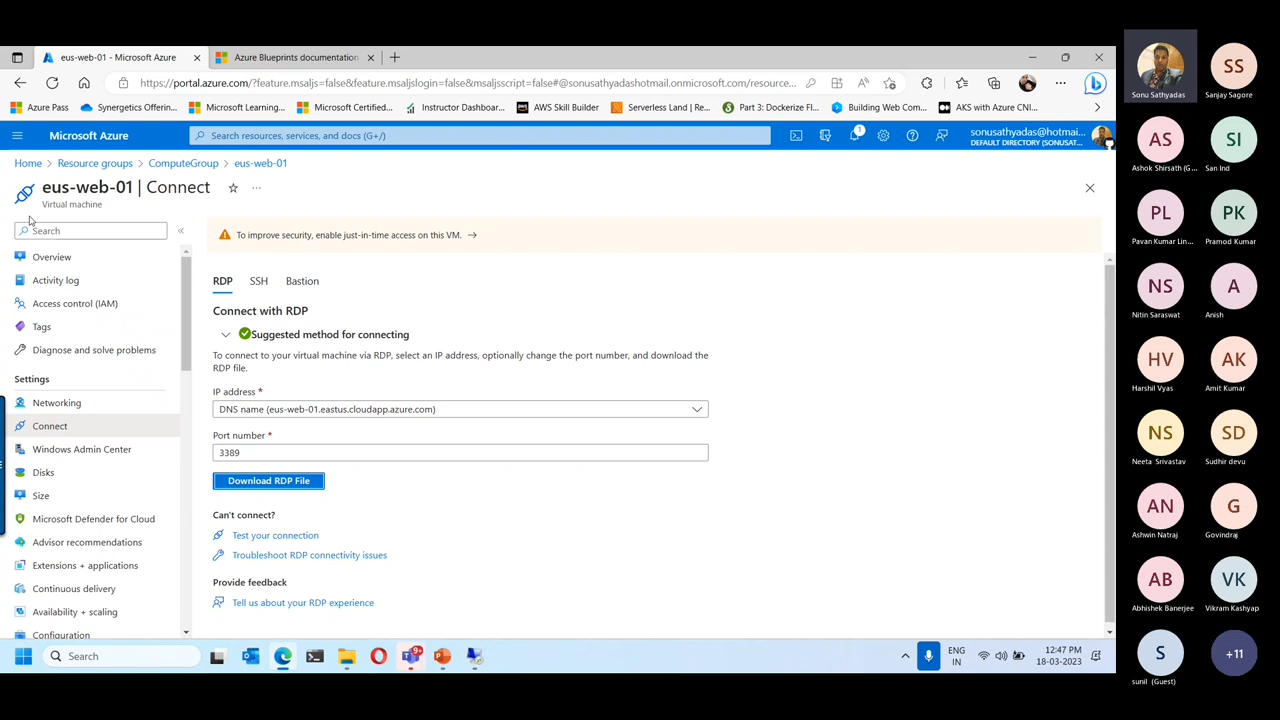 eus-web-01 - Microsoft Azure
Azure Blueprints documentation
https://portal.azure.com/?feature.msaljs=false&feature.msaljslogin=false&msaljsscript=false#@sonusathyadashotmail.onmicrosoft.com/resource...
Azure Pass
Synergetics Offering...
Microsoft Learning...
Microsoft Certified...
Instructor Dashboar...
AWS Skill Builder
Serverless Land | Re...
Part 3: Dockerize Fl...
Building Web Com...
AKS with Azure CNI...
Microsoft Azure
Search resources, services, and docs (G+/)
1
sonusathyadas@hotmai...
DEFAULT DIRECTORY (SONUSAT...
Home > Resource groups > ComputeGroup > eus-web-01
eus-web-01 | Connect
Virtual machine
Search
Overview
Activity log
Access control (IAM)
Tags
Diagnose and solve problems
Settings
Networking
Connect
Windows Admin Center
Disks
Size
Microsoft Defender for Cloud
Advisor recommendations
Extensions + applications
Continuous delivery
Availability + scaling
Configuration
To improve security, enable just-in-time access on this VM. →
RDP
SSH
Bastion
Connect with RDP
Suggested method for connecting
To connect to your virtual machine via RDP, select an IP address, optionally change the port number, and download the
RDP file.
IP address *
DNS name (eus-web-01.eastus.cloudapp.azure.com)
Port number *
3389
Download RDP File
Can't connect?
Test your connection
Troubleshoot RDP connectivity issues
Provide feedback
Tell us about your RDP experience
Search
9+
ENG
IN
12:47 PM
18-03-2023
Sonu Sathyadas
SS
Sanjay Sagore
AS
Ashok Shirsath (G...
SI
San Ind
PL
Pavan Kumar Lin...
PK
Pramod Kumar
NS
Nitin Saraswat
A
Anish
HV
Harshil Vyas
AK
Amit Kumar
NS
Neeta Srivastav
SD
Sudhir devu
AN
Ashwin Natraj
G
Govindraj
AB
Abhishek Banerjee
VK
Vikram Kashyap
S
sunil (Guest)
+11